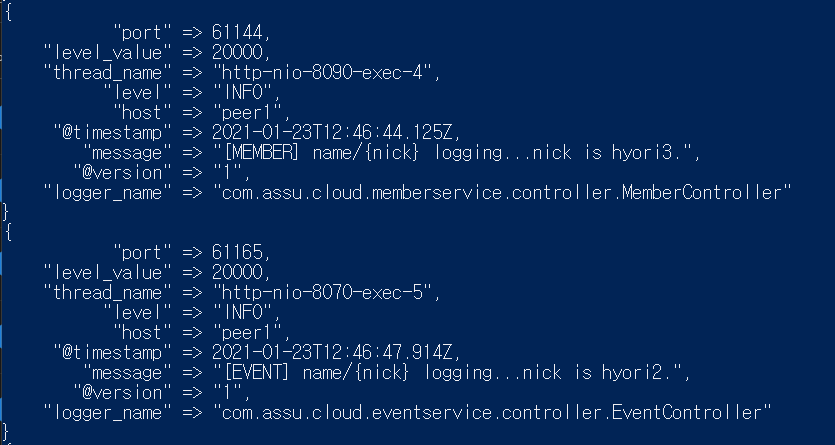 {
"port" => 61144,
"level_value" => 20000,
"thread_name" => "http-nio-8090-exec-4",
"level" => "INFO",
"host" => "peer1",
"@timestamp" => 2021-01-23T12:46:44.125Z,
"message" => "[MEMBER] name/{nick} logging...nick is hyori3.",
"@version" => "1",
"logger_name" => "com.assu.cloud.memberservice.controller.MemberController"
}
{
"port" => 61165,
"level_value" => 20000,
"thread_name" => "http-nio-8070-exec-5",
"level" => "INFO",
"host" => "peer1",
"@timestamp" => 2021-01-23T12:46:47.914Z,
"message" => "[EVENT] name/{nick} logging...nick is hyori2.",
"@version" => "1",
"logger_name" => "com.assu.cloud.eventservice.controller.EventController"
}